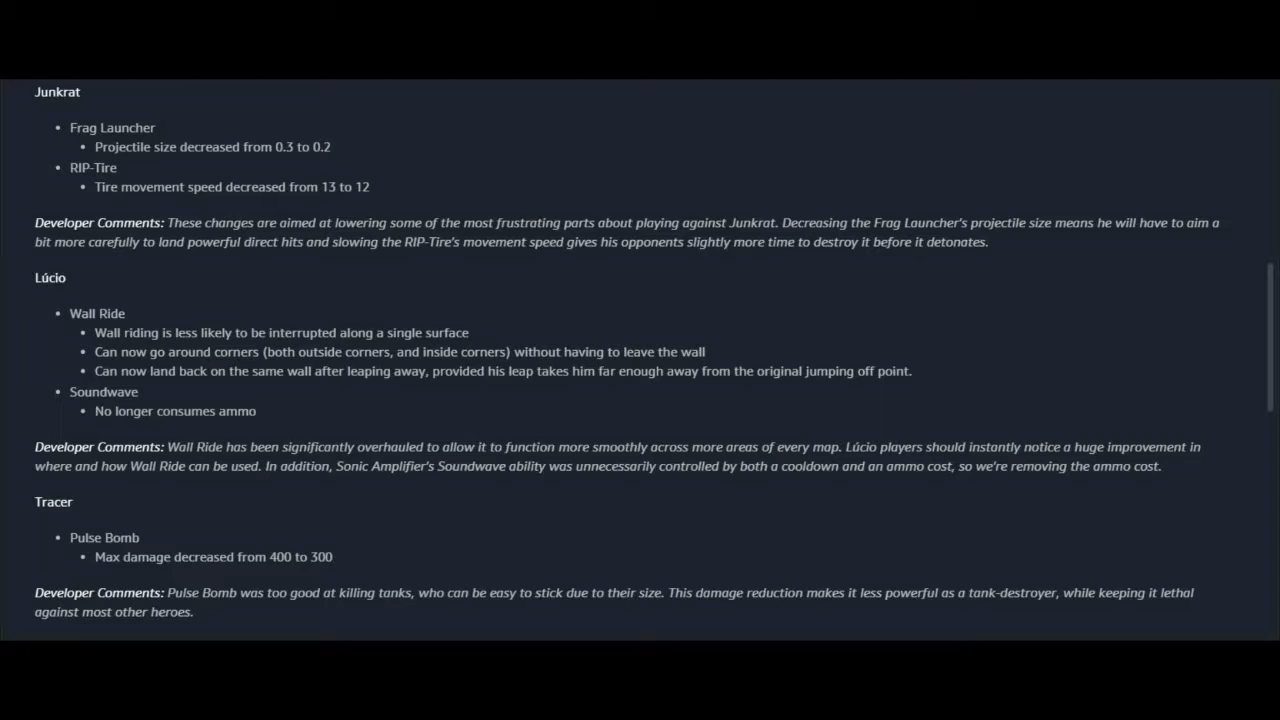 Junkrat
• Frag Launcher
• Projectile size decreased from 0.3 to 0.2
• RIP-Tire
• Tire movement speed decreased from 13 to 12
Developer Comments: These changes are aimed at lowering some of the most frustrating parts about playing against Junkrat. Decreasing the Frag Launcher's projectile size means he will have to aim a
bit more carefully to land powerful direct hits and slowing the RIP-Tire's movement speed gives his opponents slightly more time to destroy it before it detonates.
Lúcio
• Wall Ride
• Wall riding is less likely to be interrupted along a single surface
• Can now go around corners (both outside corners, and inside corners) without having to leave the wall
• Can now land back on the same wall after leaping away, provided his leap takes him far enough away from the original jumping off point.
• Soundwave
• No longer consumes ammo
Developer Comments: Wall Ride has been significantly overhauled to allow it to function more smoothly across more areas of every map. Lúcio players should instantly notice a huge improvement in
where and how Wall Ride can be used. In addition, Sonic Amplifier's Soundwave ability was unnecessarily controlled by both a cooldown and an ammo cost, so we're removing the ammo cost.
Tracer
• Pulse Bomb
• Max damage decreased from 400 to 300
Developer Comments: Pulse Bomb was too good at killing tanks, who can be easy to stick due to their size. This damage reduction makes it less powerful as a tank-destroyer, while keeping it lethal
against most other heroes.